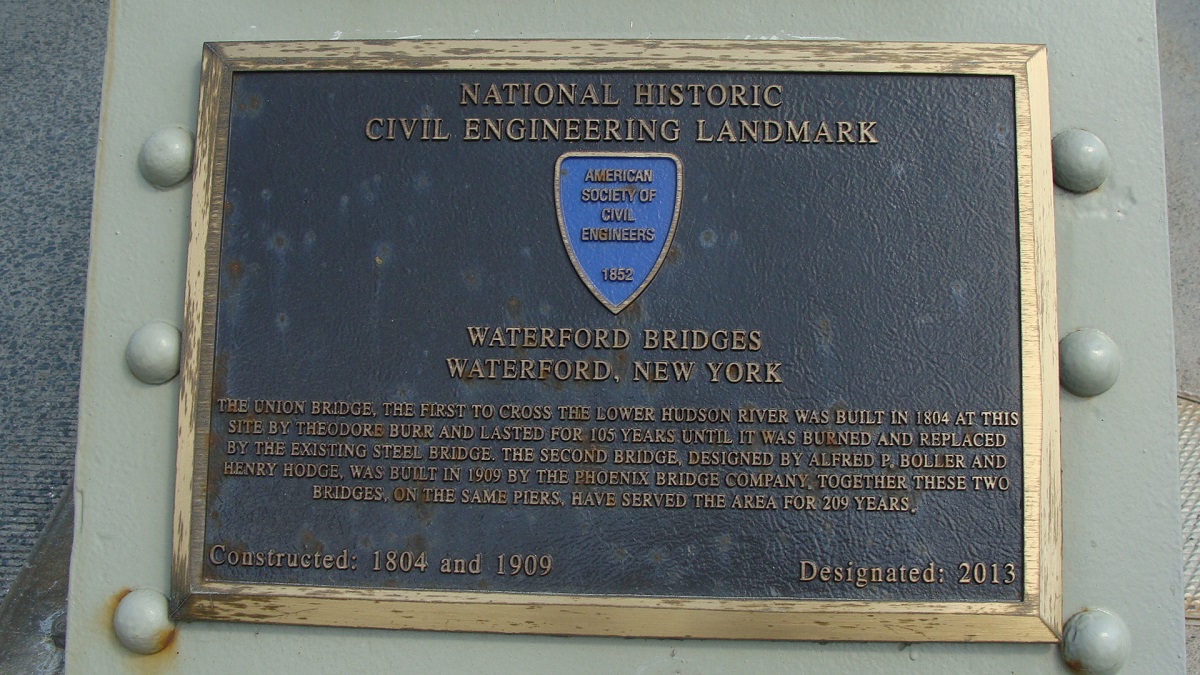 NATIONAL HISTORIC
CIVIL ENGINEERING LANDMARK
AMERICAN
SOCIETY OF
CIVIL
ENGINEERS
1852
WATERFORD BRIDGES
WATERFORD, NEW YORK
THE UNION BRIDGE, THE FIRST TO CROSS THE LOWER HUDSON RIVER WAS BUILT IN 1804 AT THIS
SITE BY THEODORE BURR AND LASTED FOR 105 YEARS UNTIL IT WAS BURNED AND REPLACED
BY THE EXISTING STEEL BRIDGE. THE SECOND BRIDGE, DESIGNED BY ALFRED P. BOLLER AND
HENRY HODGE, WAS BUILT IN 1909 BY THE PHOENIX BRIDGE COMPANY. TOGETHER THESE TWO
BRIDGES, ON THE SAME PIERS, HAVE SERVED THE AREA FOR 209 YEARS.
Constructed: 1804 and 1909
Designated: 2013